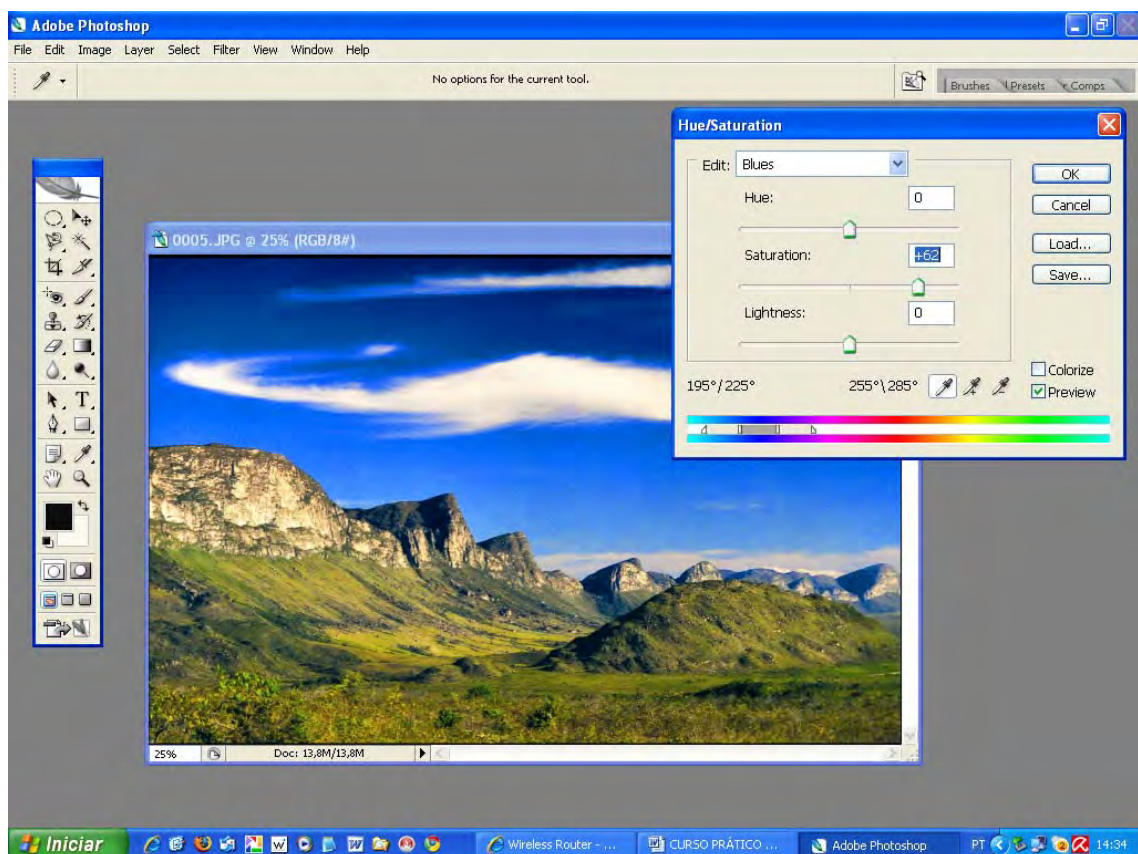 Adobe Photoshop
File Edit Image Layer Select Filter View Window Help
No options for the current tool.
Brushes Presets Comps
Hue/Saturation
Edit: Blues
Hue: 0
Saturation: +62
Lightness: 0
OK
Cancel
Load...
Save...
Colorize
Preview
195°/225° 255°\285°
0005.JPG @ 25% (RGB/8#)
T
25% Doc: 13,8M/13,8M
Iniciar Wireless Router - ... CURSO PRÁTICO ... Adobe Photoshop PT 14:34